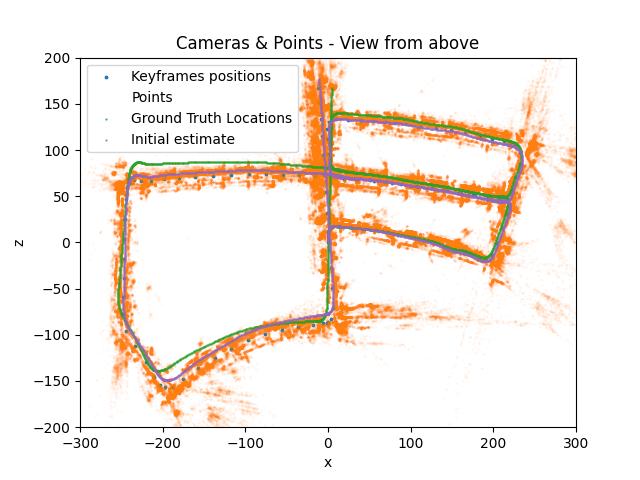 Cameras & Points - View from above
Keyframes positions
Points
Ground Truth Locations
Initial estimate
200
150
100
50
0
−50
−100
−150
−200
z
−300
−200
−100
0
100
200
300
x